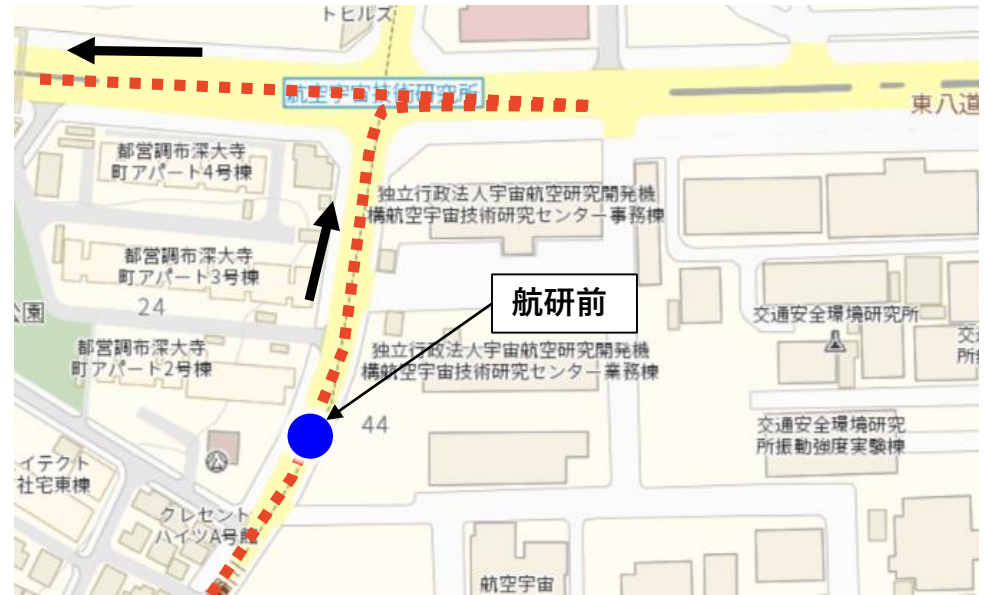 トヒルズ
航空宇宙技術研究所
東八道
都営調布深大寺
町アパート4号棟
独立行政法人宇宙航空研究開発機
構航空宇宙技術研究センター事務棟
都営調布深大寺
町アパート3号棟
航研前
公園
24
交通安全環境研究所
都営調布深大寺
町アパート2号棟
独立行政法人宇宙航空研究開発機
構航空宇宙技術研究センター業務棟
交
所
44
交通安全環境研究
所振動強度実験棟
イテクト
社宅東棟
クレセント
ハイツA号館
航空宇宙